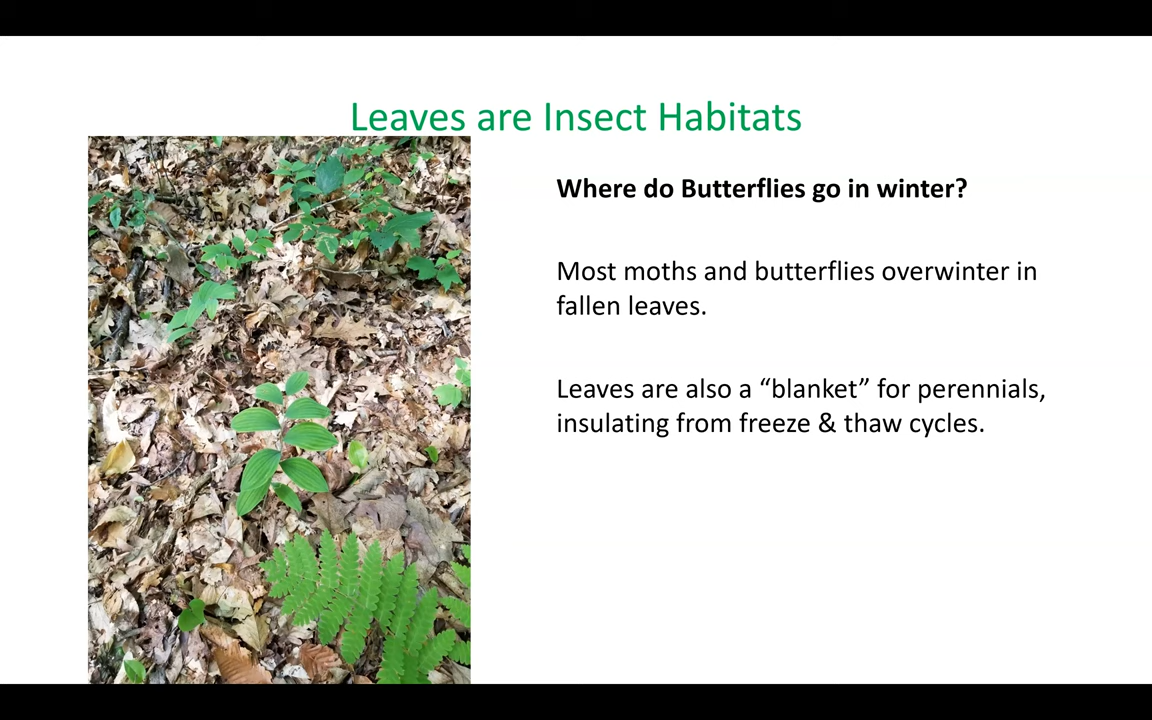 Leaves are Insect Habitats
Where do Butterflies go in winter?
Most moths and butterflies overwinter in
fallen leaves.
Leaves are also a “blanket” for perennials,
insulating from freeze & thaw cycles.